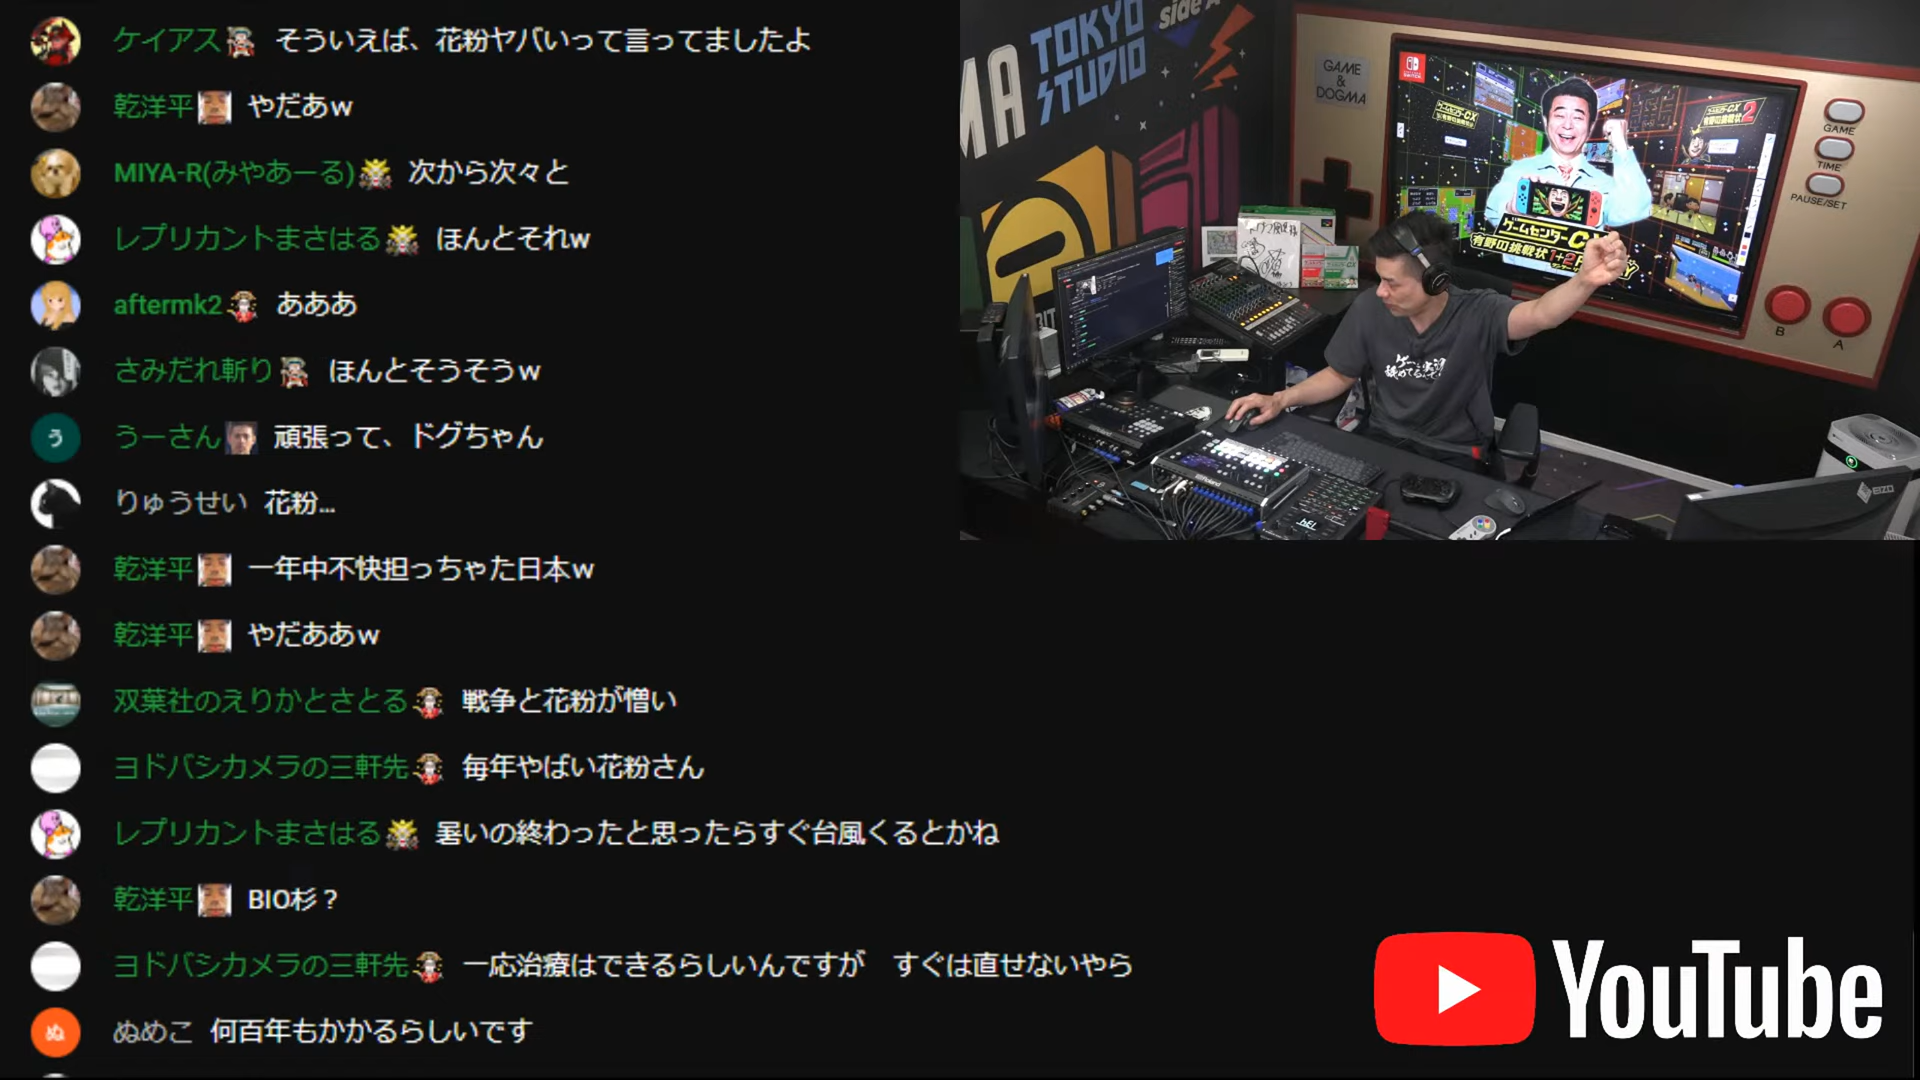 ケイアス そういえば、花粉ヤバいって言ってましたよ
乾洋平 やだあw
MIYA-R(みやあーる) 次から次々と
レプリカントまさはる ほんとそれw
aftermk2 あああ
さみだれ斬り ほんとそうそうw
う うーさん 頑張って、ドグちゃん
りゅうせい 花粉...
乾洋平 一年中不快担っちゃた日本w
乾洋平 やだああw
双葉社のえりかとさとる 戦争と花粉が憎い
ヨドバシカメラの三軒先 毎年やばい花粉さん
レプリカントまさはる 暑いの終わったと思ったらすぐ台風くるとかね
乾洋平 BIO杉？
ヨドバシカメラの三軒先 一応治療はできるらしいんですが すぐは直せないやら
ぬ ぬめこ 何百年もかかるらしいです
MA TOKYO STUDIO
side A
GAME & DOGMA
ゲームセンターCX
有野の挑戦状 1+2
GAME
TIME
PAUSE/SET
B
A
Roland
EIZO
YouTube